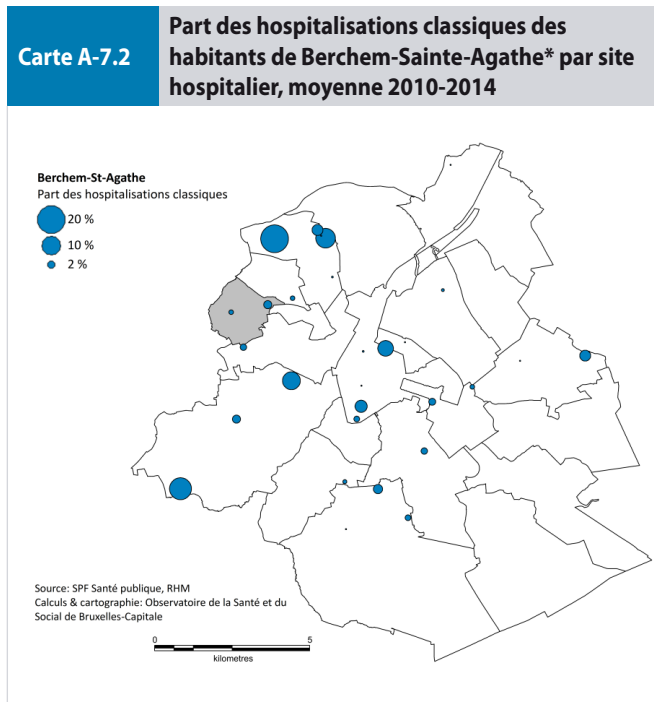 Carte A-7.2
Part des hospitalisations classiques des
habitants de Berchem-Sainte-Agathe* par site
hospitalier, moyenne 2010-2014
Berchem-St-Agathe
Part des hospitalisations classiques
20 %
10 %
2 %
Source: SPF Santé publique, RHM
Calculs & cartographie: Observatoire de la Santé et du
Social de Bruxelles-Capitale
0 5
kilometres